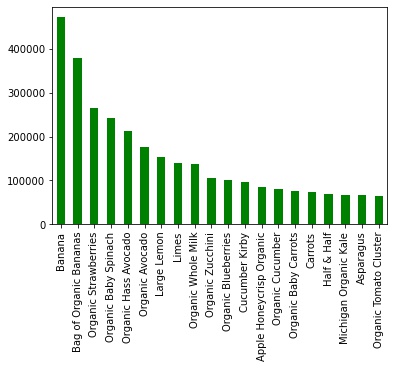 400000
300000
200000
100000
0
Banana
Bag of Organic Bananas
Organic Strawberries
Organic Baby Spinach
Organic Hass Avocado
Organic Avocado
Large Lemon
Limes
Organic Whole Milk
Organic Zucchini
Organic Blueberries
Cucumber Kirby
Apple Honeycrisp Organic
Organic Cucumber
Organic Baby Carrots
Carrots
Half & Half
Michigan Organic Kale
Asparagus
Organic Tomato Cluster